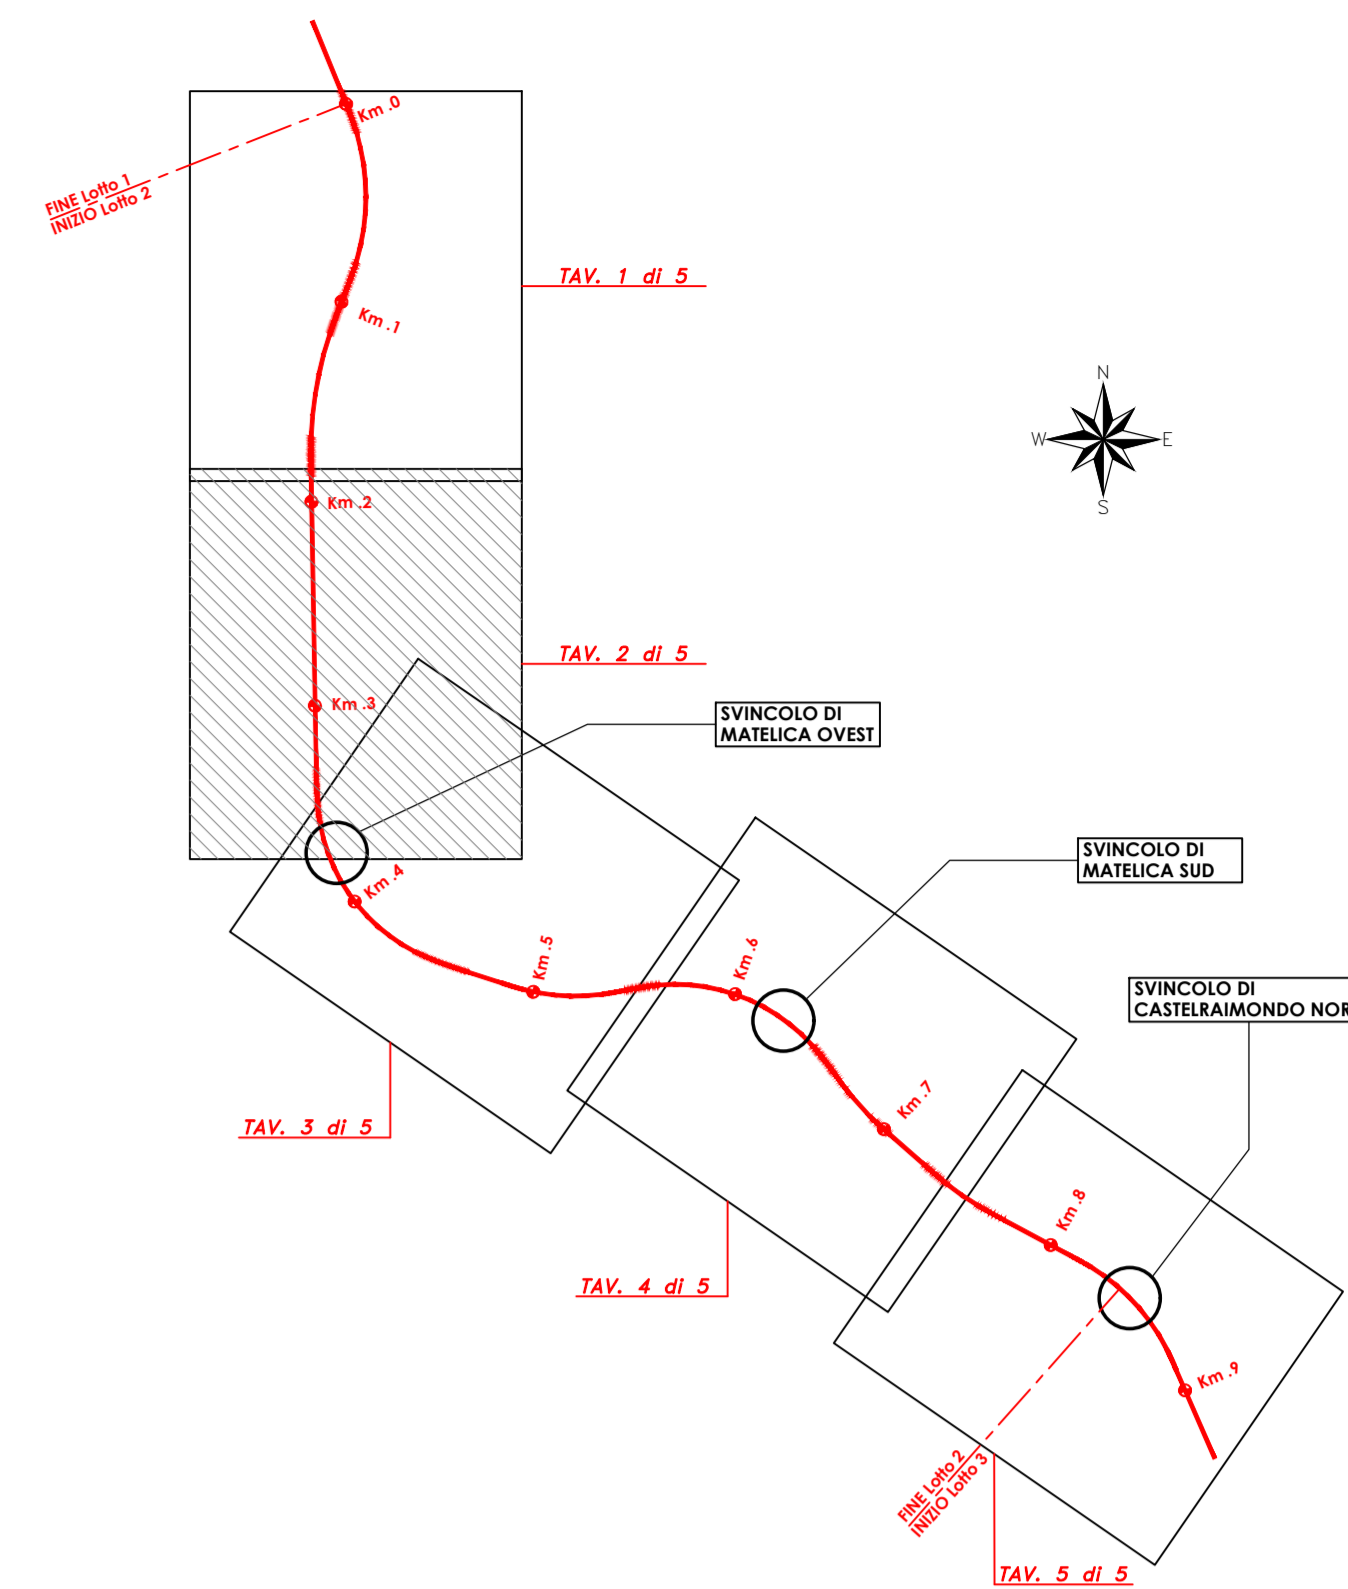 Km .0
FINE Lotto 1
INIZIO Lotto 2
TAV. 1 di 5
Km .1
N
W
E
S
Km .2
TAV. 2 di 5
Km .3
SVINCOLO DI
MATELICA OVEST
SVINCOLO DI
MATELICA SUD
Km .4
Km .5
Km .6
SVINCOLO DI
CASTELRAIMONDO NOR
TAV. 3 di 5
Km .7
Km .8
TAV. 4 di 5
Km .9
FINE Lotto 2
INIZIO Lotto 3
TAV. 5 di 5